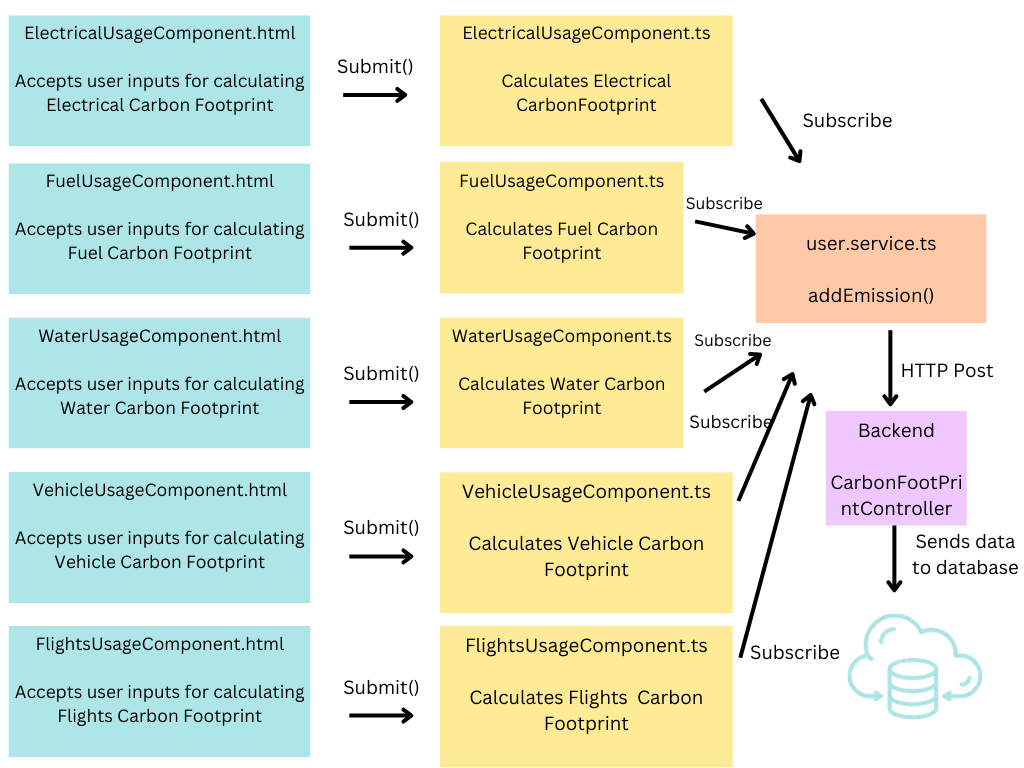 ElectricalUsageComponent.html
Accepts user inputs for calculating
Electrical Carbon Footprint
Submit()
ElectricalUsageComponent.ts
Calculates Electrical
CarbonFootprint
Subscribe
FuelUsageComponent.html
Accepts user inputs for calculating
Fuel Carbon Footprint
Submit()
FuelUsageComponent.ts
Calculates Fuel Carbon
Footprint
Subscribe
user.service.ts
addEmission()
WaterUsageComponent.html
Accepts user inputs for calculating
Water Carbon Footprint
Submit()
WaterUsageComponent.ts
Calculates Water Carbon
Footprint
Subscribe
Subscribe
HTTP Post
Backend
CarbonFootPri
ntController
VehicleUsageComponent.html
Accepts user inputs for calculating
Vehicle Carbon Footprint
Submit()
VehicleUsageComponent.ts
Calculates Vehicle Carbon
Footprint
Sends data
to database
FlightsUsageComponent.html
Accepts user inputs for calculating
Flights Carbon Footprint
Submit()
FlightsUsageComponent.ts
Calculates Flights  Carbon
Footprint
Subscribe